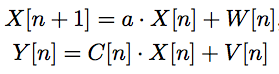 X[n + 1] = a · X[n] + W[n]
Y[n] = C[n] · X[n] + V[n]